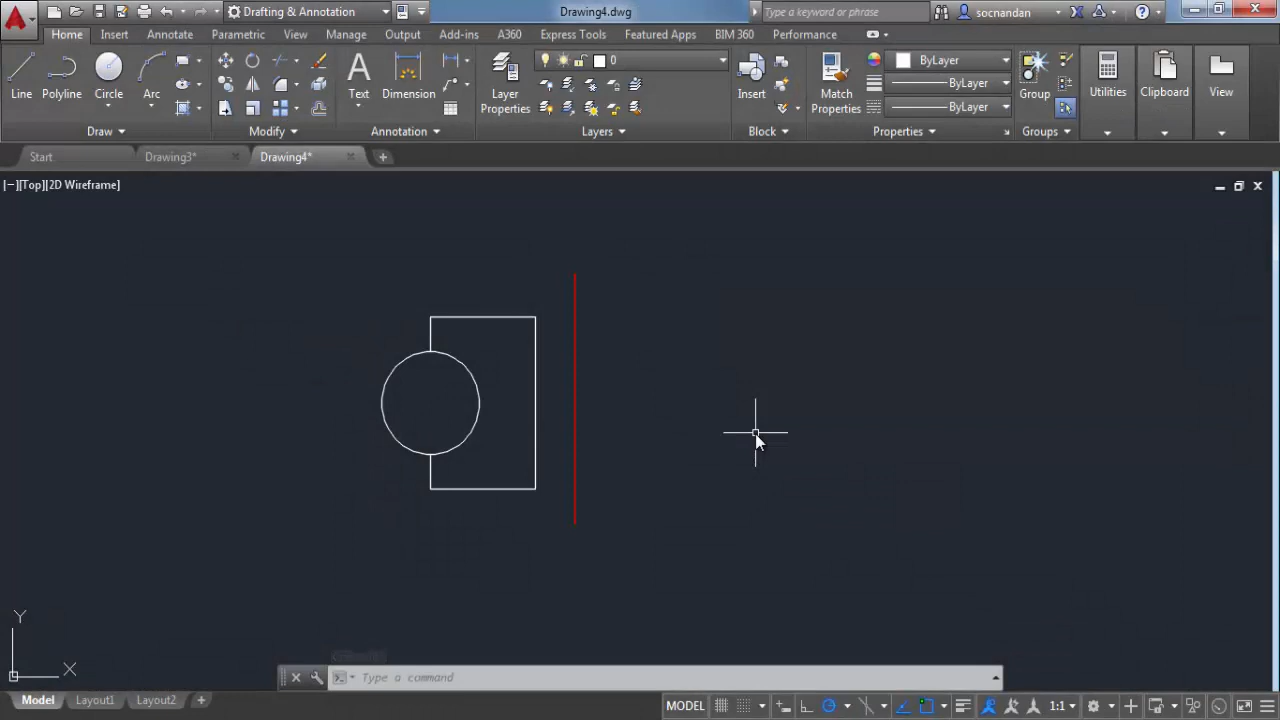 Drafting & Annotation
Drawing4.dwg
Type a keyword or phrase
socnandan
Home
Insert
Annotate
Parametric
View
Manage
Output
Add-ins
A360
Express Tools
Featured Apps
BIM 360
Performance
Line
Polyline
Circle
Arc
Text
Dimension
Layer
Properties
0
Insert
Match
Properties
ByLayer
ByLayer
ByLayer
Group
Utilities
Clipboard
View
Draw
Modify
Annotation
Layers
Block
Properties
Groups
Start
Drawing3*
Drawing4*
[−][Top][2D Wireframe]
Y
X
Type a command
Model
Layout1
Layout2
MODEL
1:1